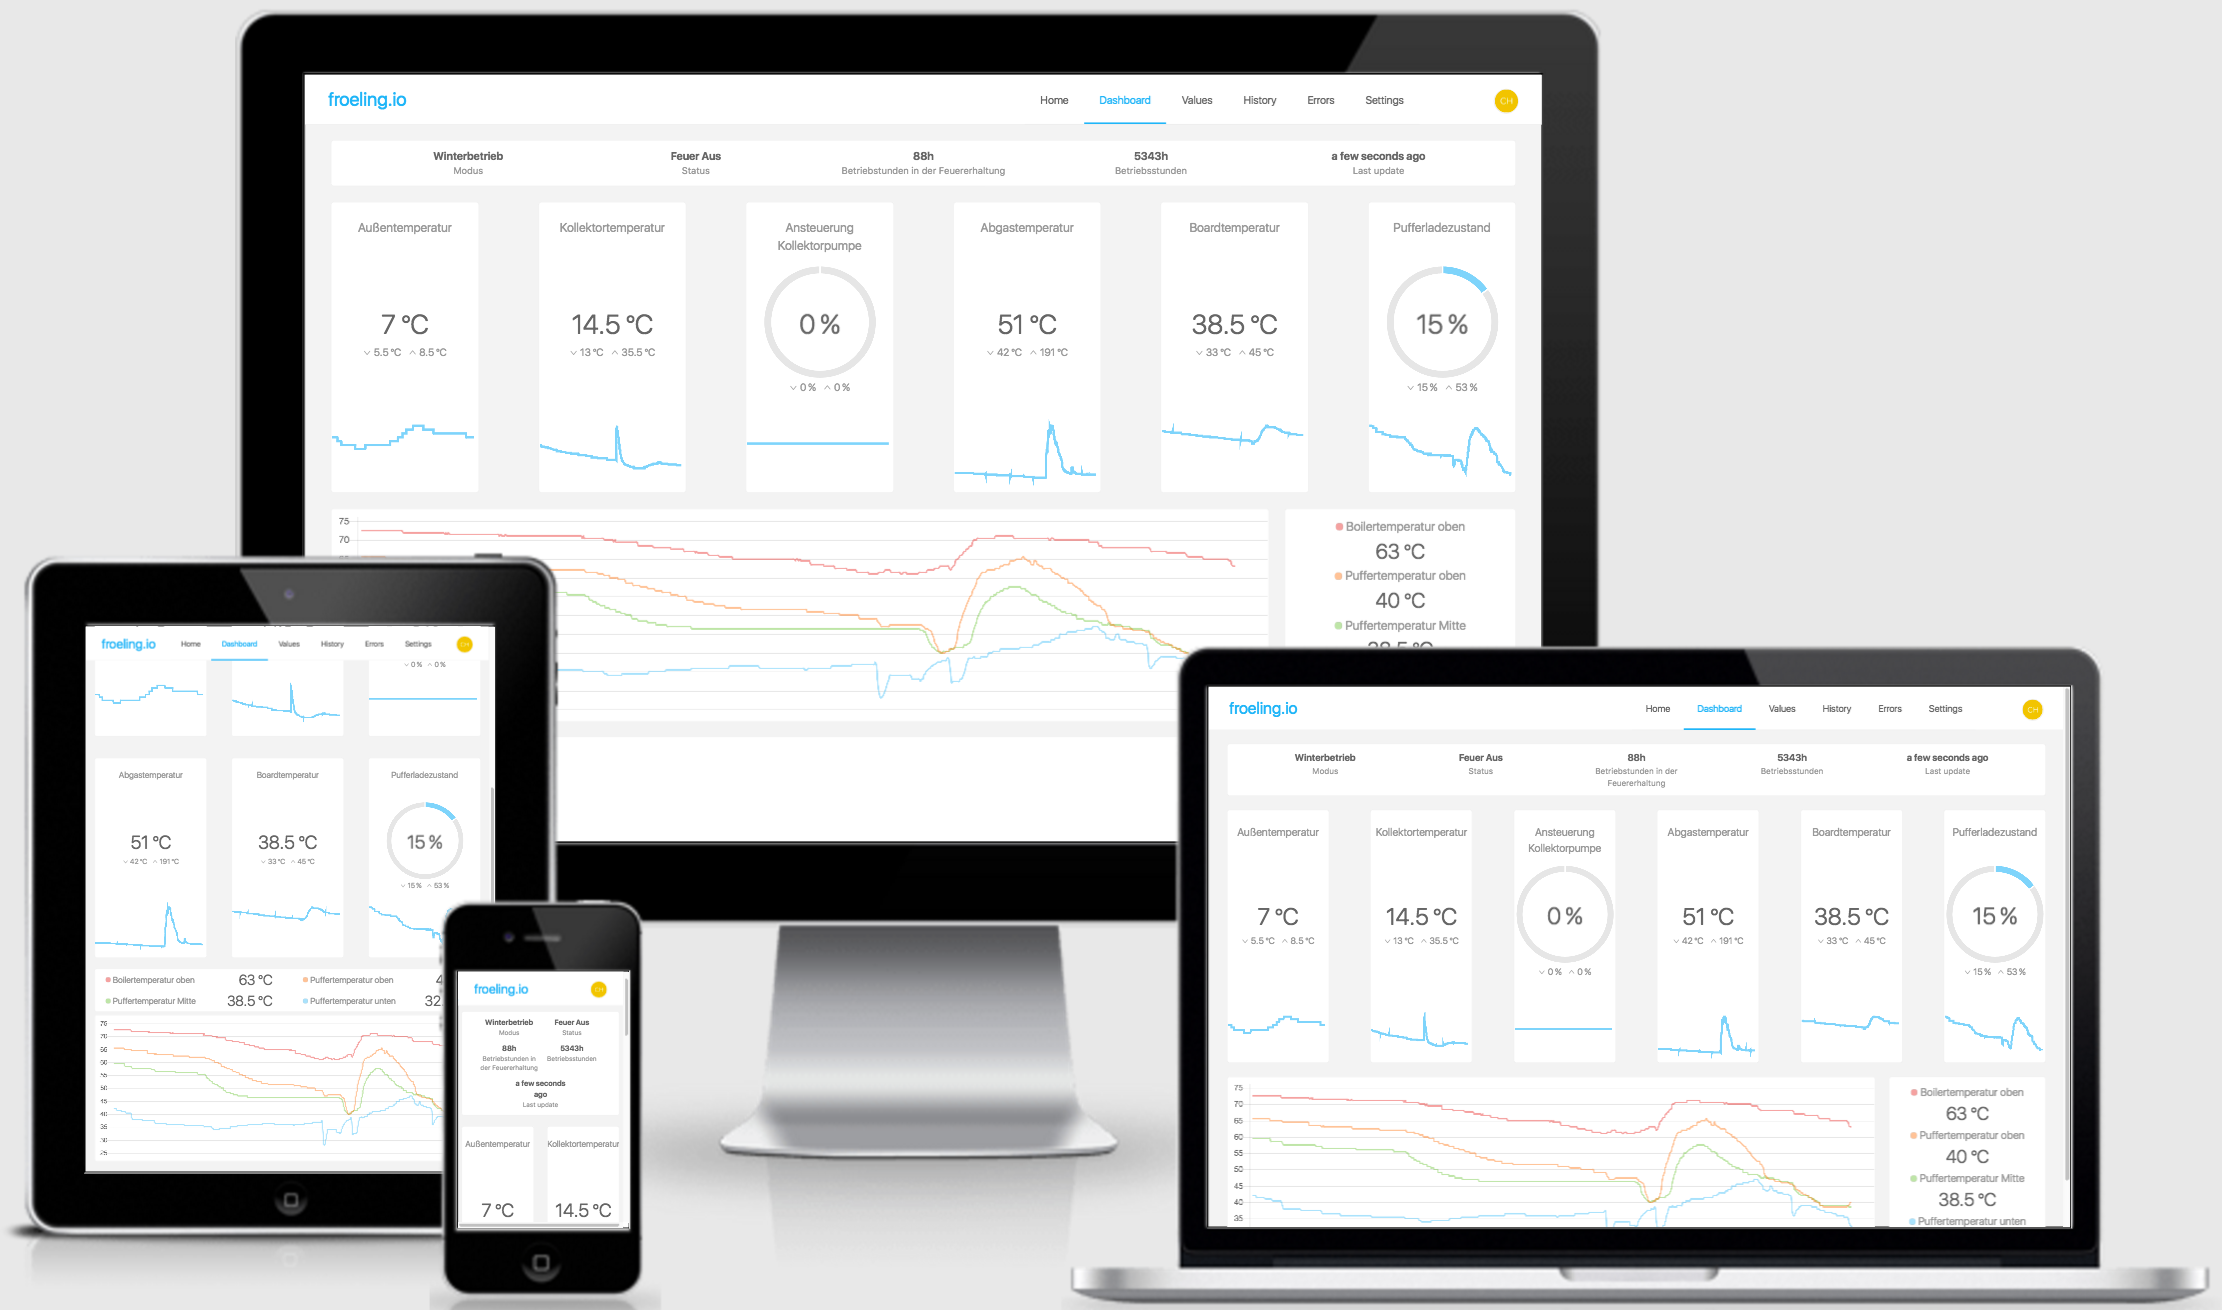 froeling.io
Home Dashboard Values History Errors Settings CH
Winterbetrieb Feuer Aus 88h 5343h a few seconds ago
Modus Status Betriebstunden in der Feuererhaltung Betriebsstunden Last update
Außentemperatur Kollektortemperatur Ansteuerung Abgastemperatur Boardtemperatur Pufferladezustand
Kollektorpumpe
7 °C 14.5 °C 0 % 51 °C 38.5 °C 15 %
5.5 °C 8.5 °C 13 °C 35.5 °C 42 °C 191 °C 33 °C 45 °C
0 % 0 % 15 % 53 %
75
70
Boilertemperatur oben
63 °C
Puffertemperatur oben
40 °C
Puffertemperatur Mitte
38.5 °C
froeling.io Home Dashboard Values History Errors Settings CH
0 % 0 %
Abgastemperatur Boardtemperatur Pufferladezustand
51 °C 38.5 °C 15 %
42 °C 191 °C 33 °C 45 °C
15 % 53 %
Boilertemperatur oben 63 °C Puffertemperatur oben 4
Puffertemperatur Mitte 38.5 °C Puffertemperatur unten 32.
75
70
65
60
55
50
45
40
35
30
25
froeling.io CH
Winterbetrieb Feuer Aus
Modus Status
88h 5343h
Betriebstunden in Betriebsstunden
der Feuererhaltung
a few seconds
ago
Last update
Außentemperatur Kollektortemperatur
7 °C 14.5 °C
froeling.io Home Dashboard Values History Errors Settings CH
Winterbetrieb Feuer Aus 88h 5343h a few seconds ago
Modus Status Betriebstunden in der Betriebsstunden Last update
Feuererhaltung
Außentemperatur Kollektortemperatur Ansteuerung Abgastemperatur Boardtemperatur Pufferladezustand
Kollektorpumpe
7 °C 14.5 °C 0 % 51 °C 38.5 °C 15 %
5.5 °C 8.5 °C 13 °C 35.5 °C 42 °C 191 °C 33 °C 45 °C
0 % 0 % 15 % 53 %
75
70
65
60
55
50
45
40
35
Boilertemperatur oben
63 °C
Puffertemperatur oben
40 °C
Puffertemperatur Mitte
38.5 °C
Puffertemperatur unten